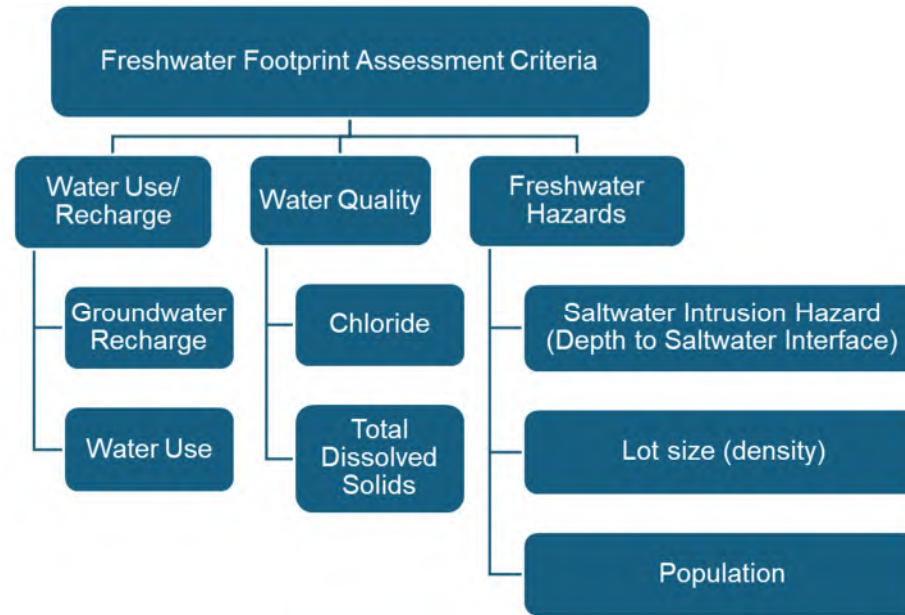 Freshwater Footprint Assessment Criteria
Water Use/
Recharge
Groundwater
Recharge
Water Use
Water Quality
Chloride
Total
Dissolved
Solids
Freshwater
Hazards
Saltwater Intrusion Hazard
(Depth to Saltwater Interface)
Lot size (density)
Population